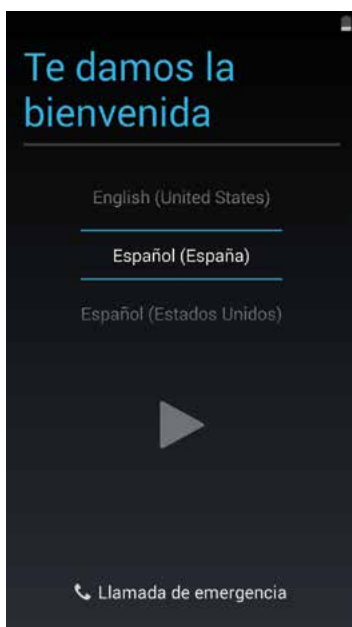 Te damos la
bienvenida
English (United States)
Español (España)
Español (Estados Unidos)
Llamada de emergencia